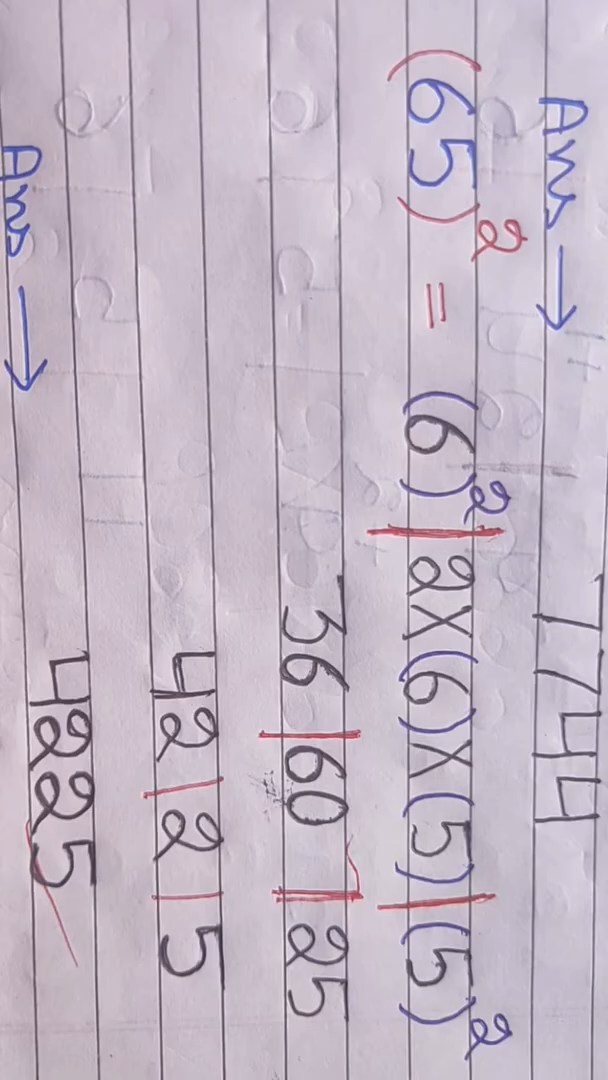 Ans → 1744
(65)² = (6)² | 2×(6)×(5) | (5)²
36 | 60 | 25
42 | 2 | 5
Ans → 4225